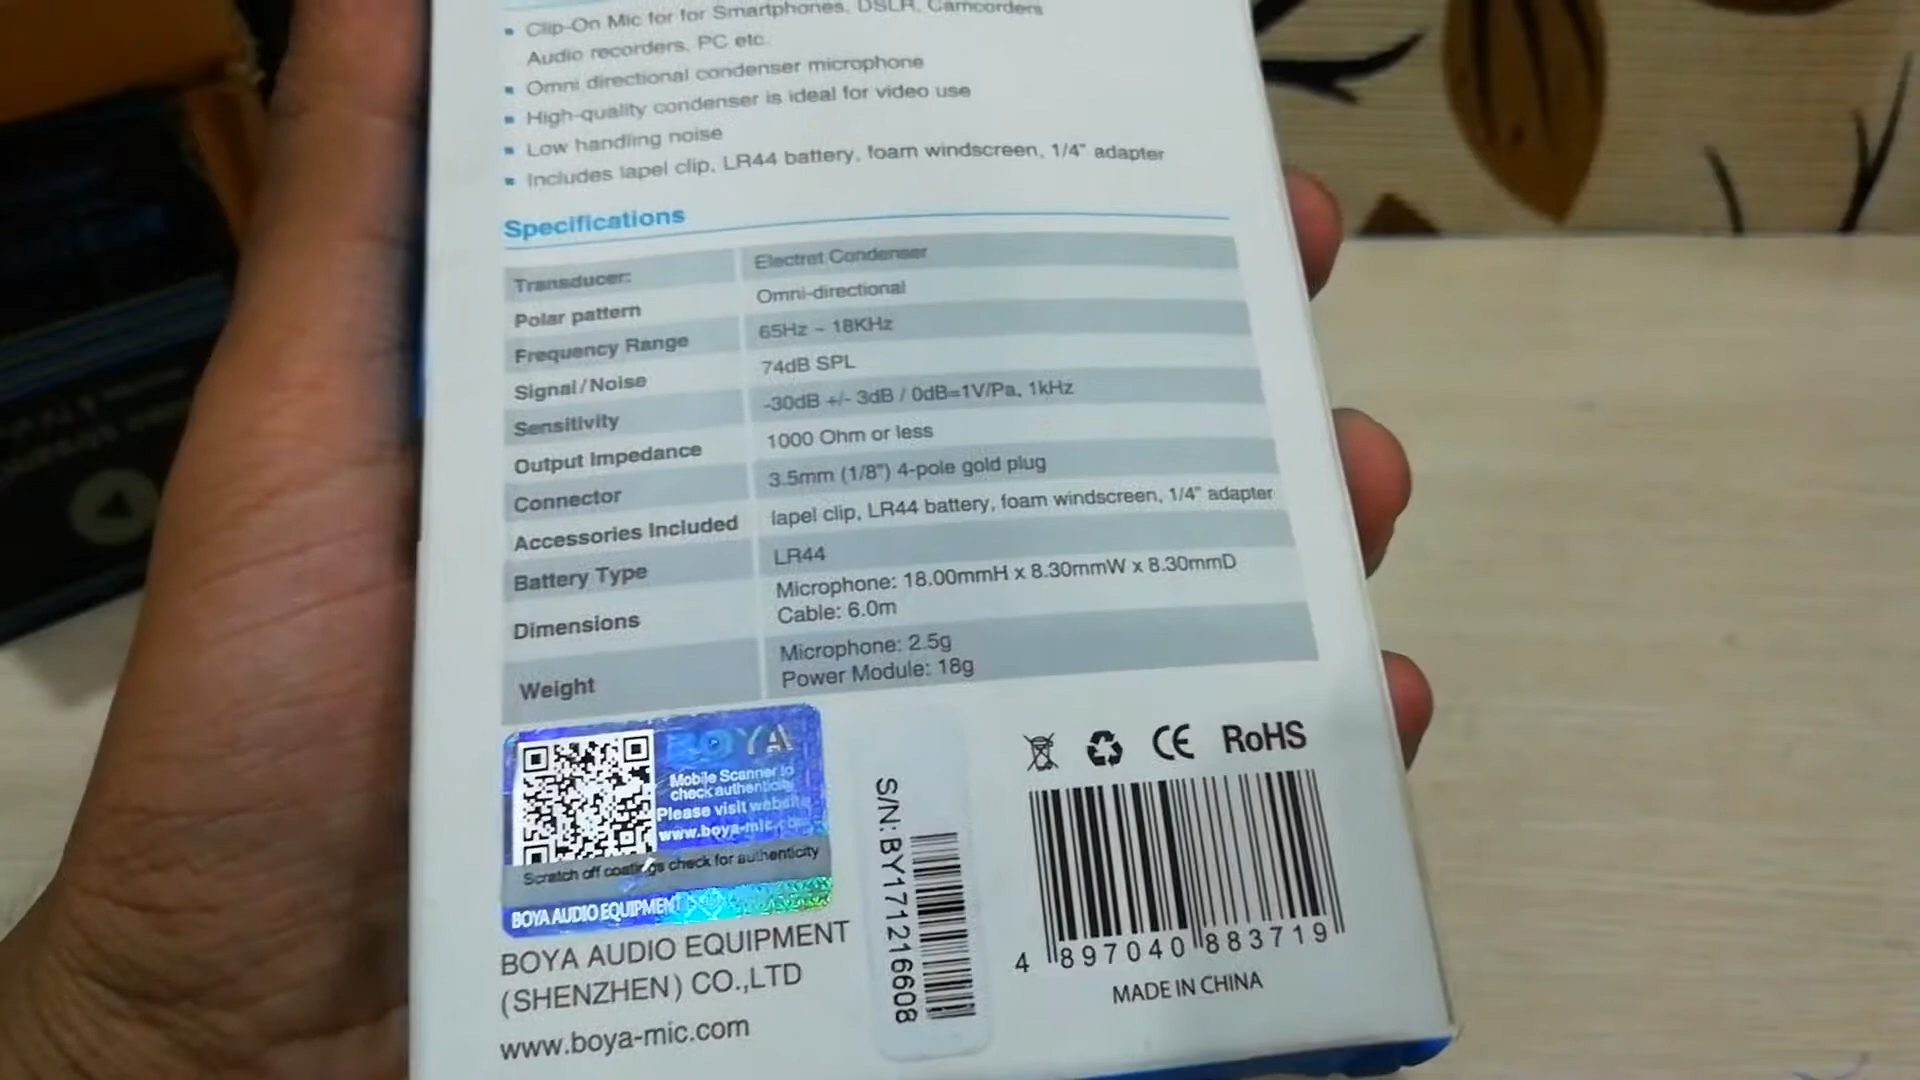 Clip-On Mic for for Smartphones, DSLR, Camcorders
Audio recorders, PC etc.
Omni directional condenser microphone
High-quality condenser is ideal for video use
Low handling noise
Includes lapel clip, LR44 battery, foam windscreen, 1/4" adapter
Specifications
Transducer: Electret Condenser
Polar pattern Omni-directional
Frequency Range 65Hz ~ 18KHz
Signal/Noise 74dB SPL
Sensitivity -30dB +/- 3dB / 0dB=1V/Pa, 1kHz
Output Impedance 1000 Ohm or less
Connector 3.5mm (1/8") 4-pole gold plug
Accessories Included lapel clip, LR44 battery, foam windscreen, 1/4" adapter
Battery Type LR44
Dimensions Microphone: 18.00mmH x 8.30mmW x 8.30mmD
Cable: 6.0m
Weight Microphone: 2.5g
Power Module: 18g
BOYA
Mobile Scanner to
check authenticity
Please visit website
www.boya-mic.com
Scratch off coatings check for authenticity
BOYA AUDIO EQUIPMENT
BOYA AUDIO EQUIPMENT
(SHENZHEN) CO.,LTD
www.boya-mic.com
S/N:BY171216608
CE RoHS
4 897040 883719
MADE IN CHINA